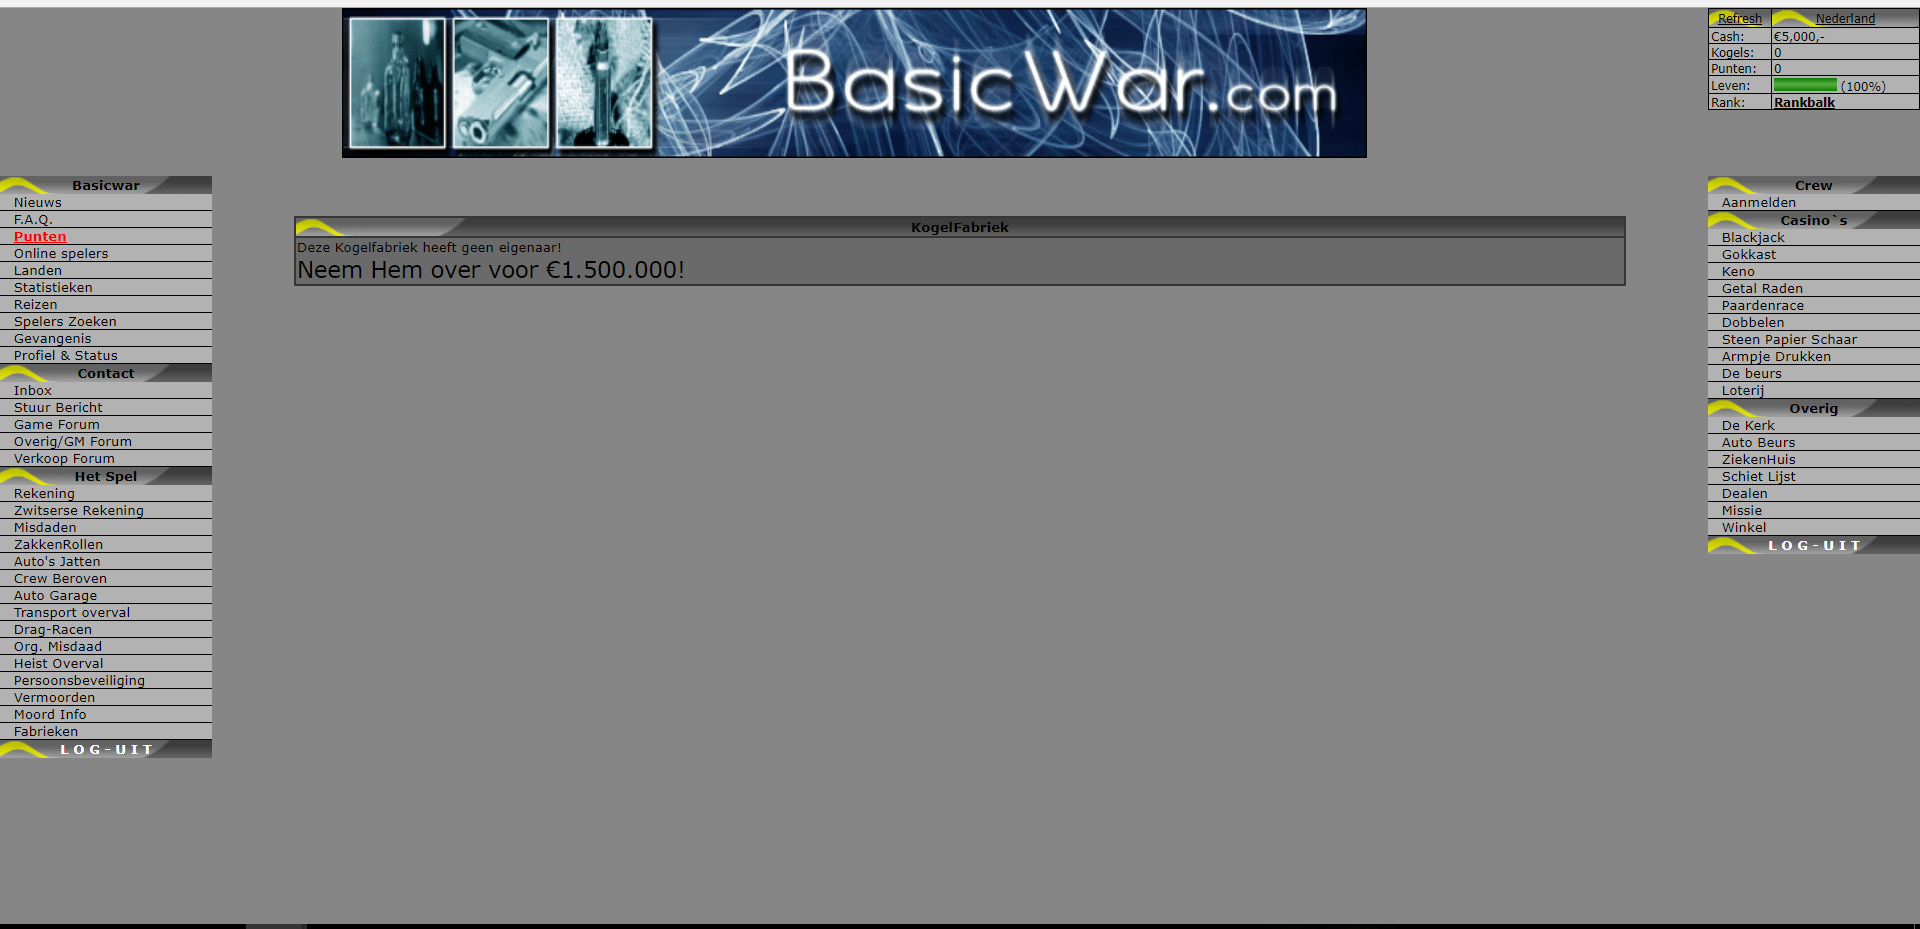 BasicWar.com
Refresh Nederland
Cash: €5,000,-
Kogels: 0
Punten: 0
Leven: (100%)
Rank: Rankbalk
Basicwar
Nieuws
F.A.Q.
Punten
Online spelers
Landen
Statistieken
Reizen
Spelers Zoeken
Gevangenis
Profiel & Status
Contact
Inbox
Stuur Bericht
Game Forum
Overig/GM Forum
Verkoop Forum
Het Spel
Rekening
Zwitserse Rekening
Misdaden
ZakkenRollen
Auto's Jatten
Crew Beroven
Auto Garage
Transport overval
Drag-Racen
Org. Misdaad
Heist Overval
Persoonsbeveiliging
Vermoorden
Moord Info
Fabrieken
LOG-UIT
KogelFabriek
Deze Kogelfabriek heeft geen eigenaar!
Neem Hem over voor €1.500.000!
Crew
Aanmelden
Casino`s
Blackjack
Gokkast
Keno
Getal Raden
Paardenrace
Dobbelen
Steen Papier Schaar
Armpje Drukken
De beurs
Loterij
Overig
De Kerk
Auto Beurs
ZiekenHuis
Schiet Lijst
Dealen
Missie
Winkel
LOG-UIT